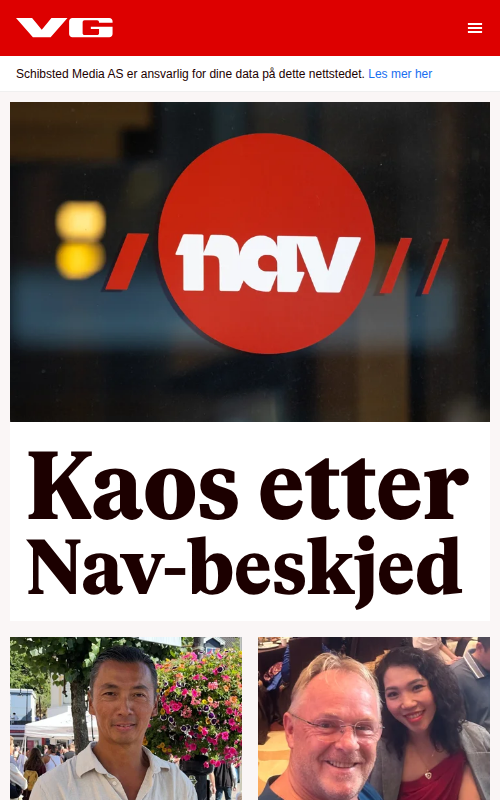 VG
Schibsted Media AS er ansvarlig for dine data på dette nettstedet. Les mer her
nav
Kaos etter
Nav-beskjed